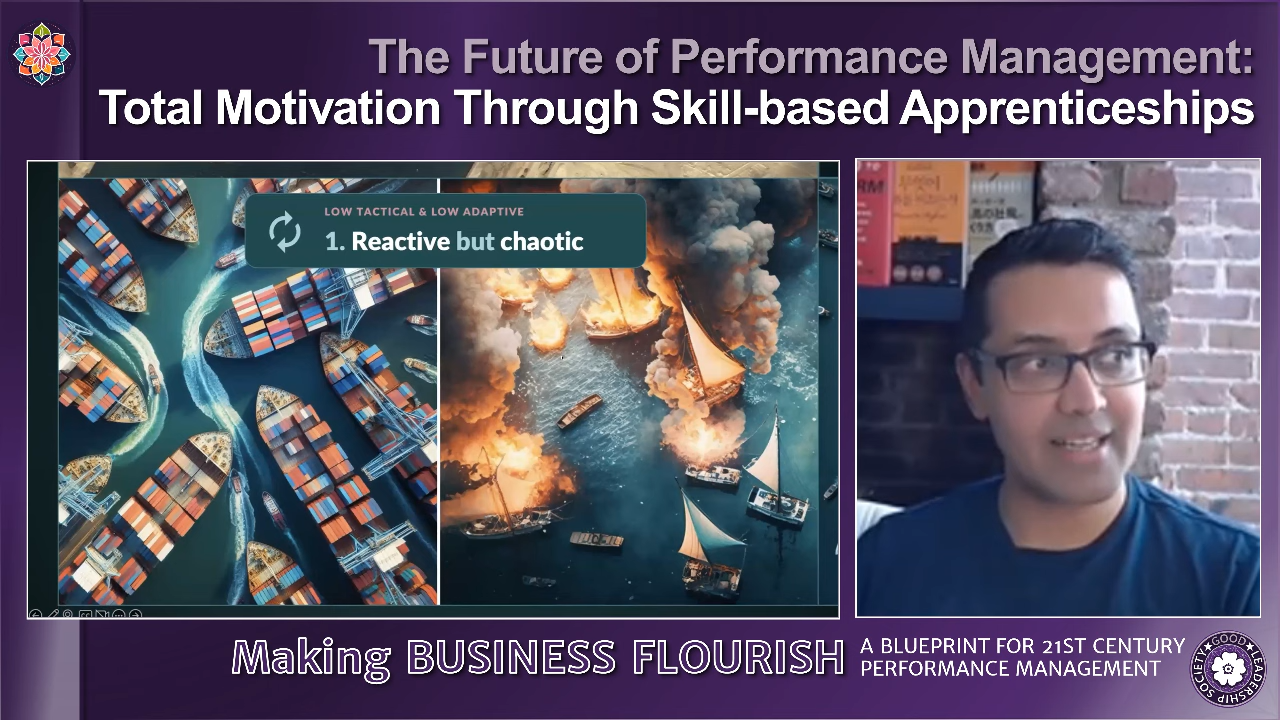 The Future of Performance Management:
Total Motivation Through Skill-based Apprenticeships
LOW TACTICAL & LOW ADAPTIVE
1. Reactive but chaotic
Making BUSINESS FLOURISH
A BLUEPRINT FOR 21ST CENTURY
PERFORMANCE MANAGEMENT
GOOD LEADERSHIP SOCIETY